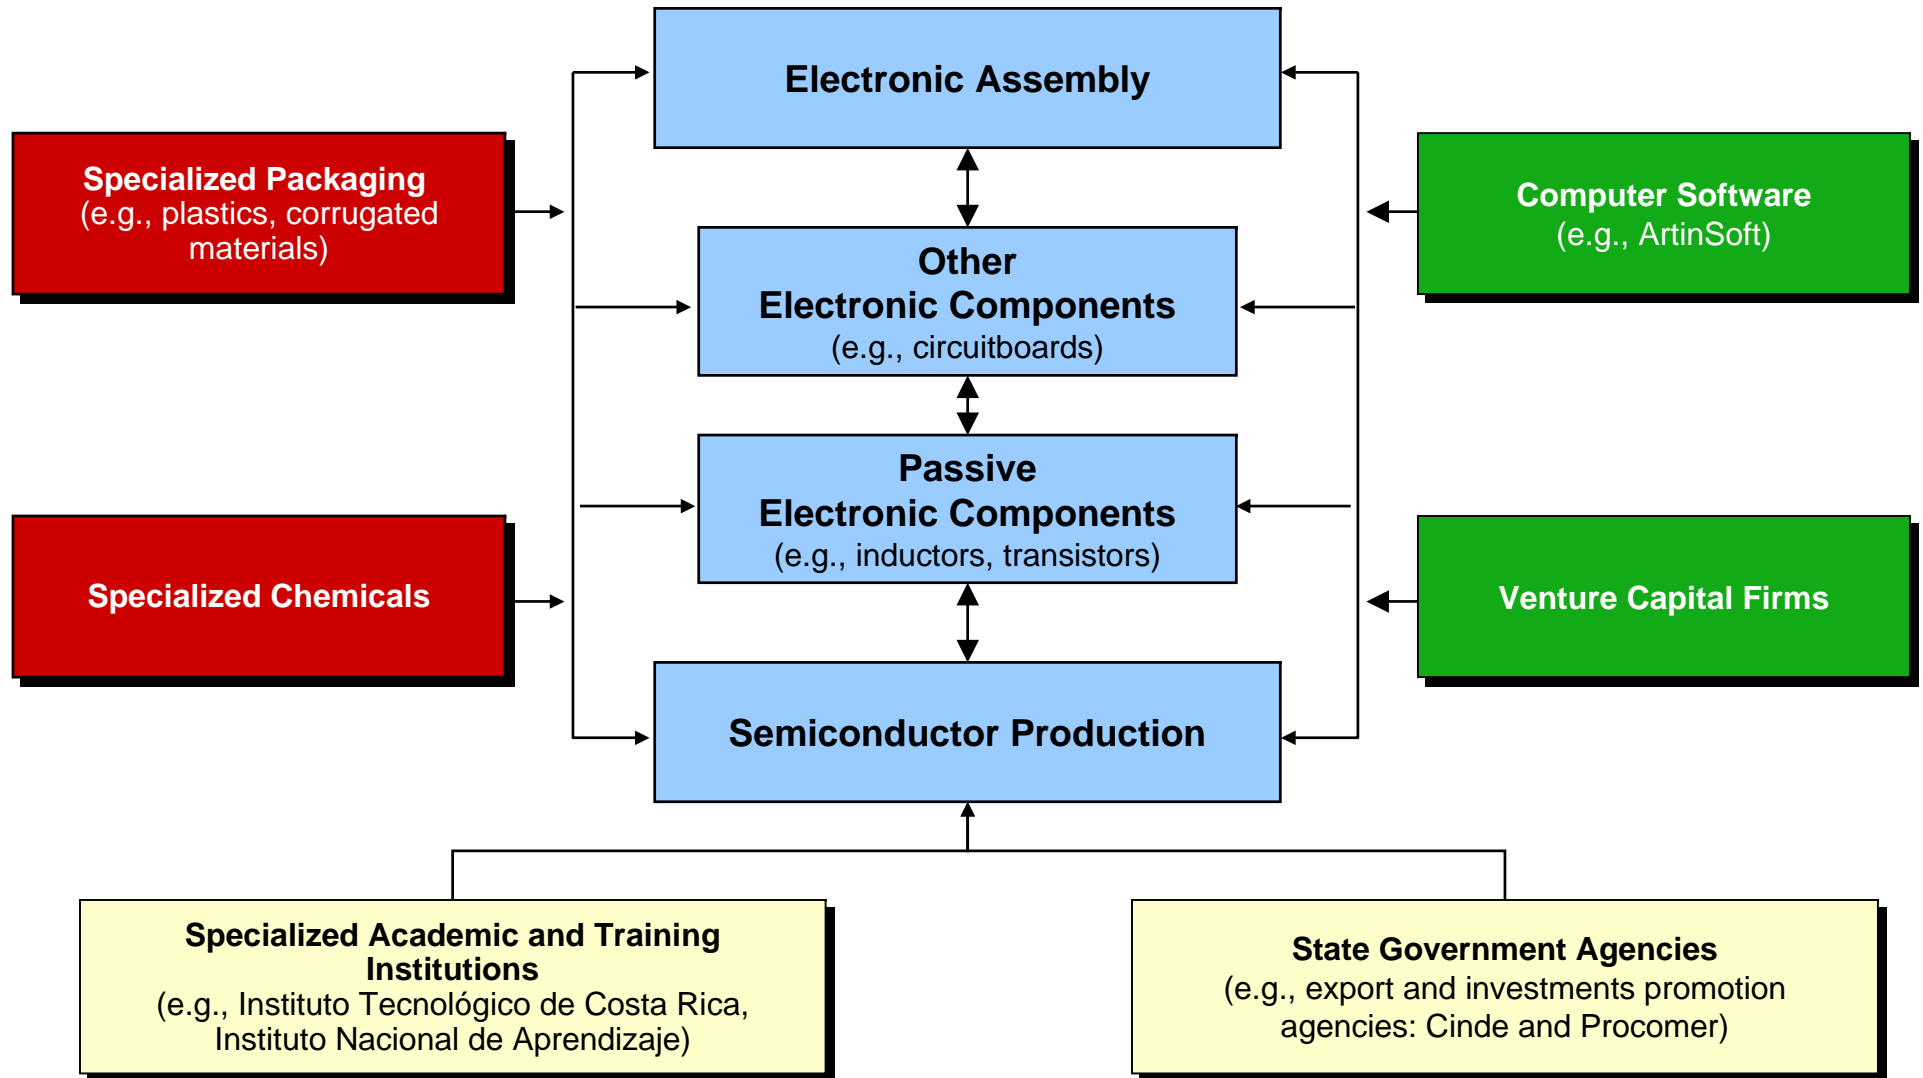 Electronic Assembly
Specialized Packaging
(e.g., plastics, corrugated
materials)
Computer Software
(e.g., ArtinSoft)
Other
Electronic Components
(e.g., circuitboards)
Passive
Electronic Components
(e.g., inductors, transistors)
Specialized Chemicals
Venture Capital Firms
Semiconductor Production
Specialized Academic and Training
Institutions
(e.g., Instituto Tecnológico de Costa Rica,
Instituto Nacional de Aprendizaje)
State Government Agencies
(e.g., export and investments promotion
agencies: Cinde and Procomer)